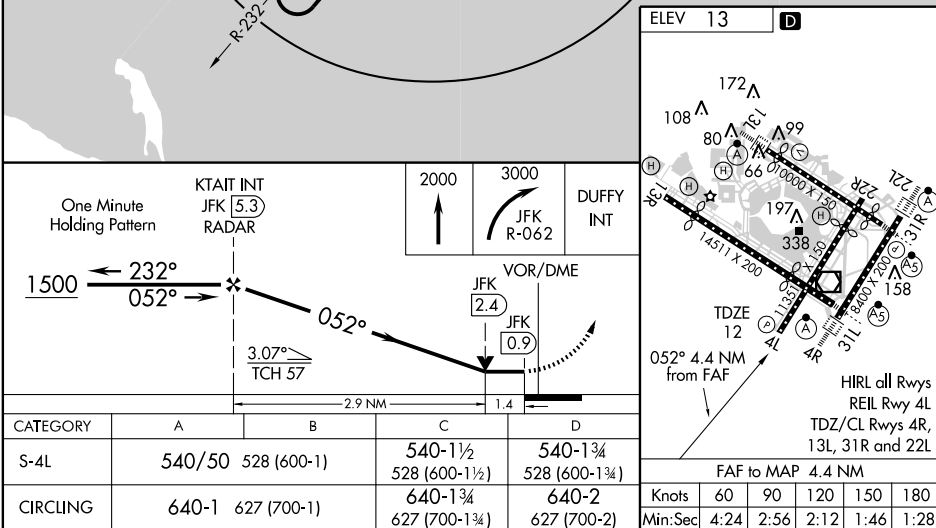 R-232
One Minute
Holding Pattern
KTAIT INT
JFK 5.3
RADAR
2000
3000
JFK
R-062
DUFFY
INT
1500
232°
052°
052°
VOR/DME
JFK
2.4
JFK
0.9
3.07°
TCH 57
2.9 NM
1.4
CATEGORY A B C D
S-4L 540/50 528 (600-1) 540-1½ 528 (600-1½) 540-1¾ 528 (600-1¾)
CIRCLING 640-1 627 (700-1) 640-1¾ 627 (700-1¾) 640-2 627 (700-2)
ELEV 13 D
172
108
80
A
13L
99
V
66
H
H
H
13R
10000 X 150
22R
22L
A
31R
197
H
338
14511 X 200
11351 X 150
8400 X 200
P
A5
158
A5
TDZE
12
P
A
4L
4R
31L
052° 4.4 NM
from FAF
HIRL all Rwys
REIL Rwy 4L
TDZ/CL Rwys 4R,
13L, 31R and 22L
FAF to MAP 4.4 NM
Knots 60 90 120 150 180
Min:Sec 4:24 2:56 2:12 1:46 1:28